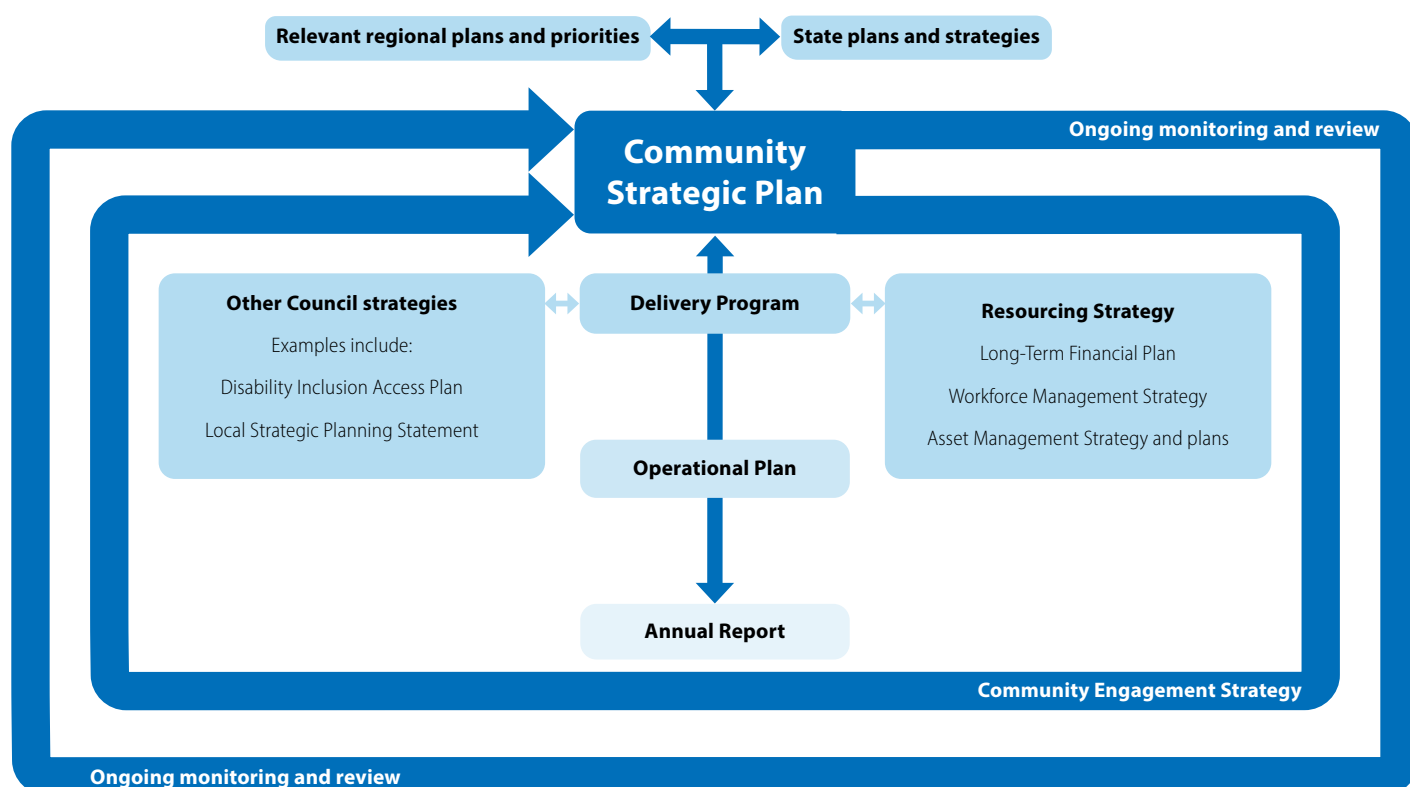 Relevant regional plans and priorities
State plans and strategies
Ongoing monitoring and review
Community
Strategic Plan
Other Council strategies
Examples include:
Disability Inclusion Access Plan
Local Strategic Planning Statement
Delivery Program
Resourcing Strategy
Long-Term Financial Plan
Workforce Management Strategy
Asset Management Strategy and plans
Operational Plan
Annual Report
Community Engagement Strategy
Ongoing monitoring and review